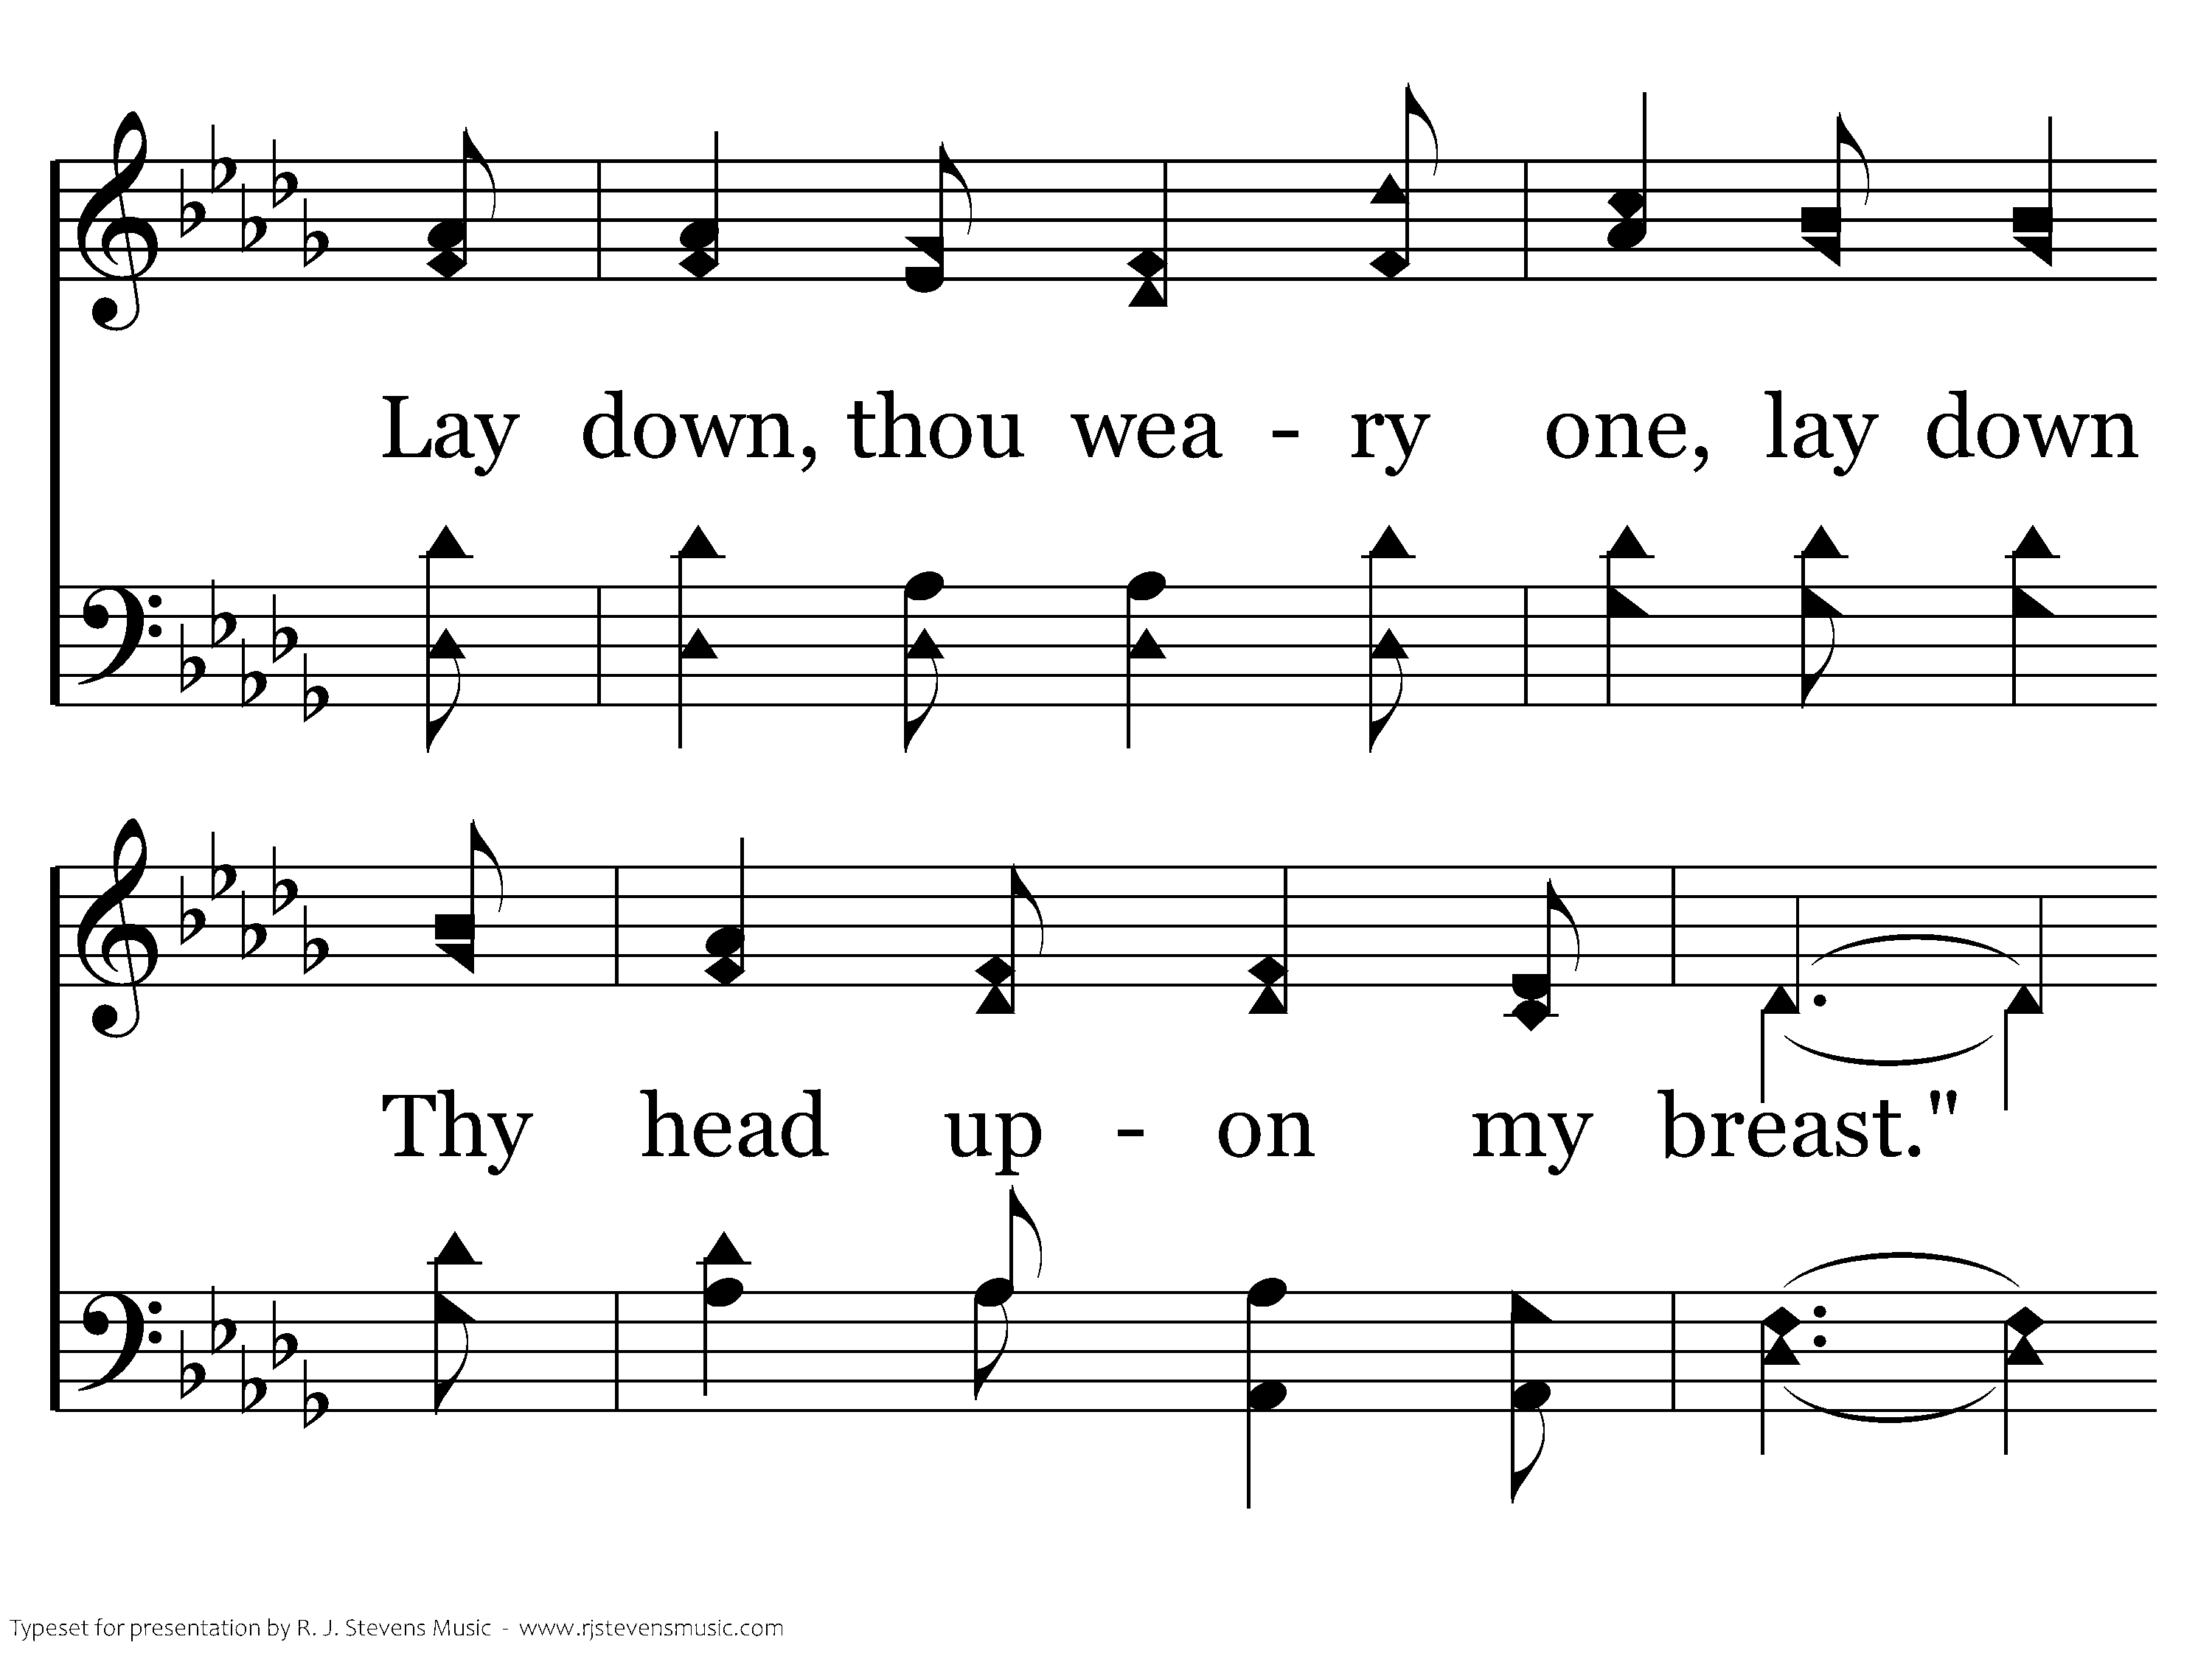 Lay down, thou wea - ry one, lay down
Thy head up - on my breast."
Typeset for presentation by R. J. Stevens Music - www.rjstevensmusic.com